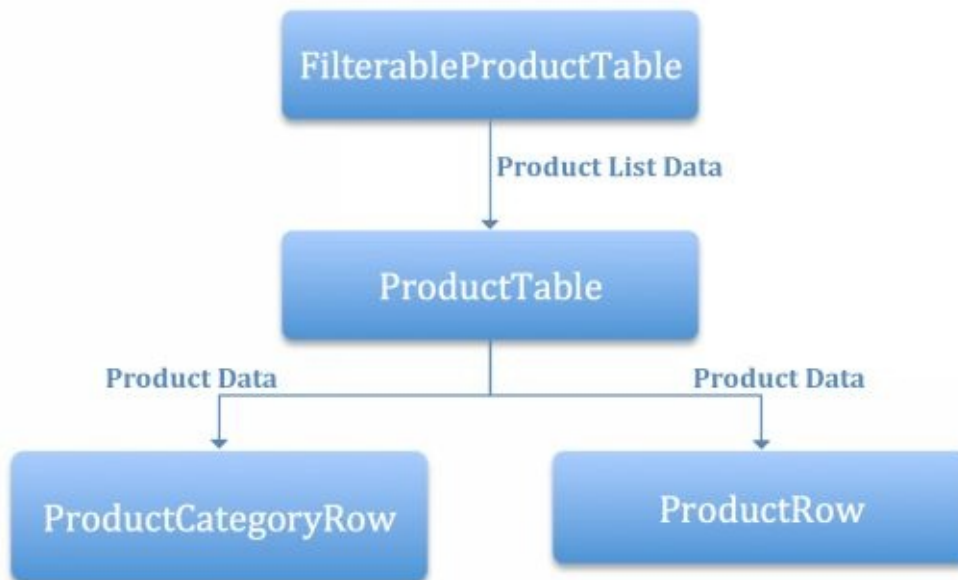 FilterableProductTable
Product List Data
ProductTable
Product Data
Product Data
ProductCategoryRow
ProductRow